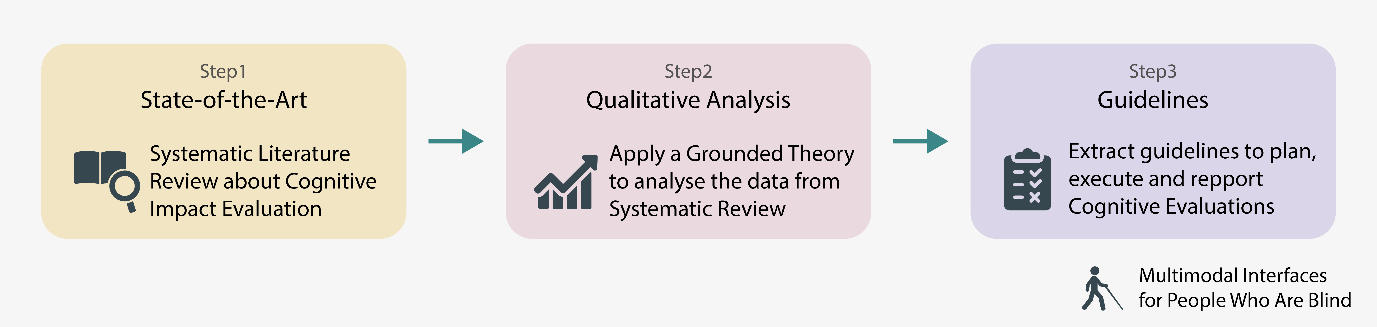 Step1
State-of-the-Art
Systematic Literature
Review about Cognitive
Impact Evaluation
Step2
Qualitative Analysis
Apply a Grounded Theory
to analyse the data from
Systematic Review
Step3
Guidelines
Extract guidelines to plan,
execute and repport
Cognitive Evaluations
Multimodal Interfaces
for People Who Are Blind